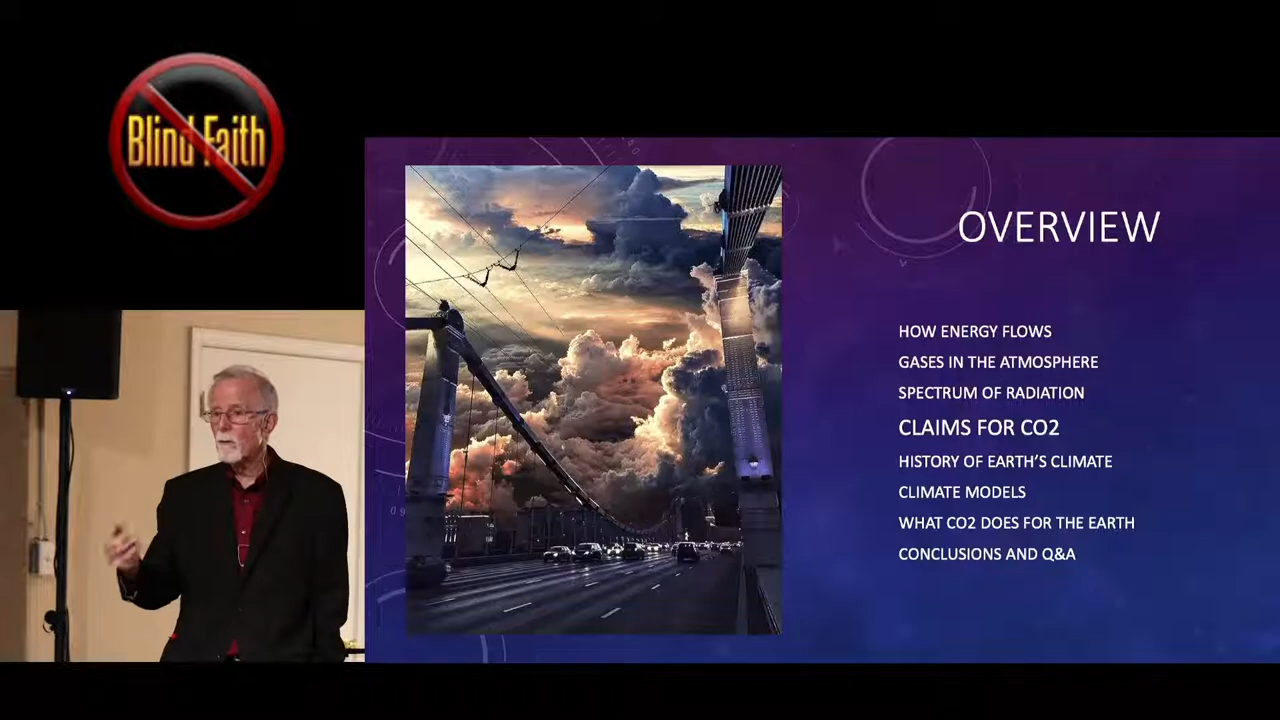 Blind Faith
OVERVIEW
HOW ENERGY FLOWS
GASES IN THE ATMOSPHERE
SPECTRUM OF RADIATION
CLAIMS FOR CO2
HISTORY OF EARTH’S CLIMATE
CLIMATE MODELS
WHAT CO2 DOES FOR THE EARTH
CONCLUSIONS AND Q&A